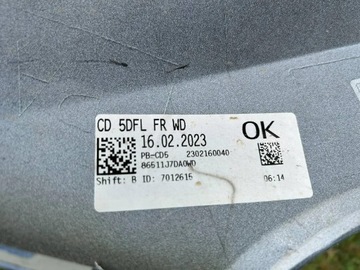 CD 5DFL FR WD
16.02.2023 OK
PB-CD5 2302160040
86511J7DA0WD
Shift: B ID: 7012615 06:14